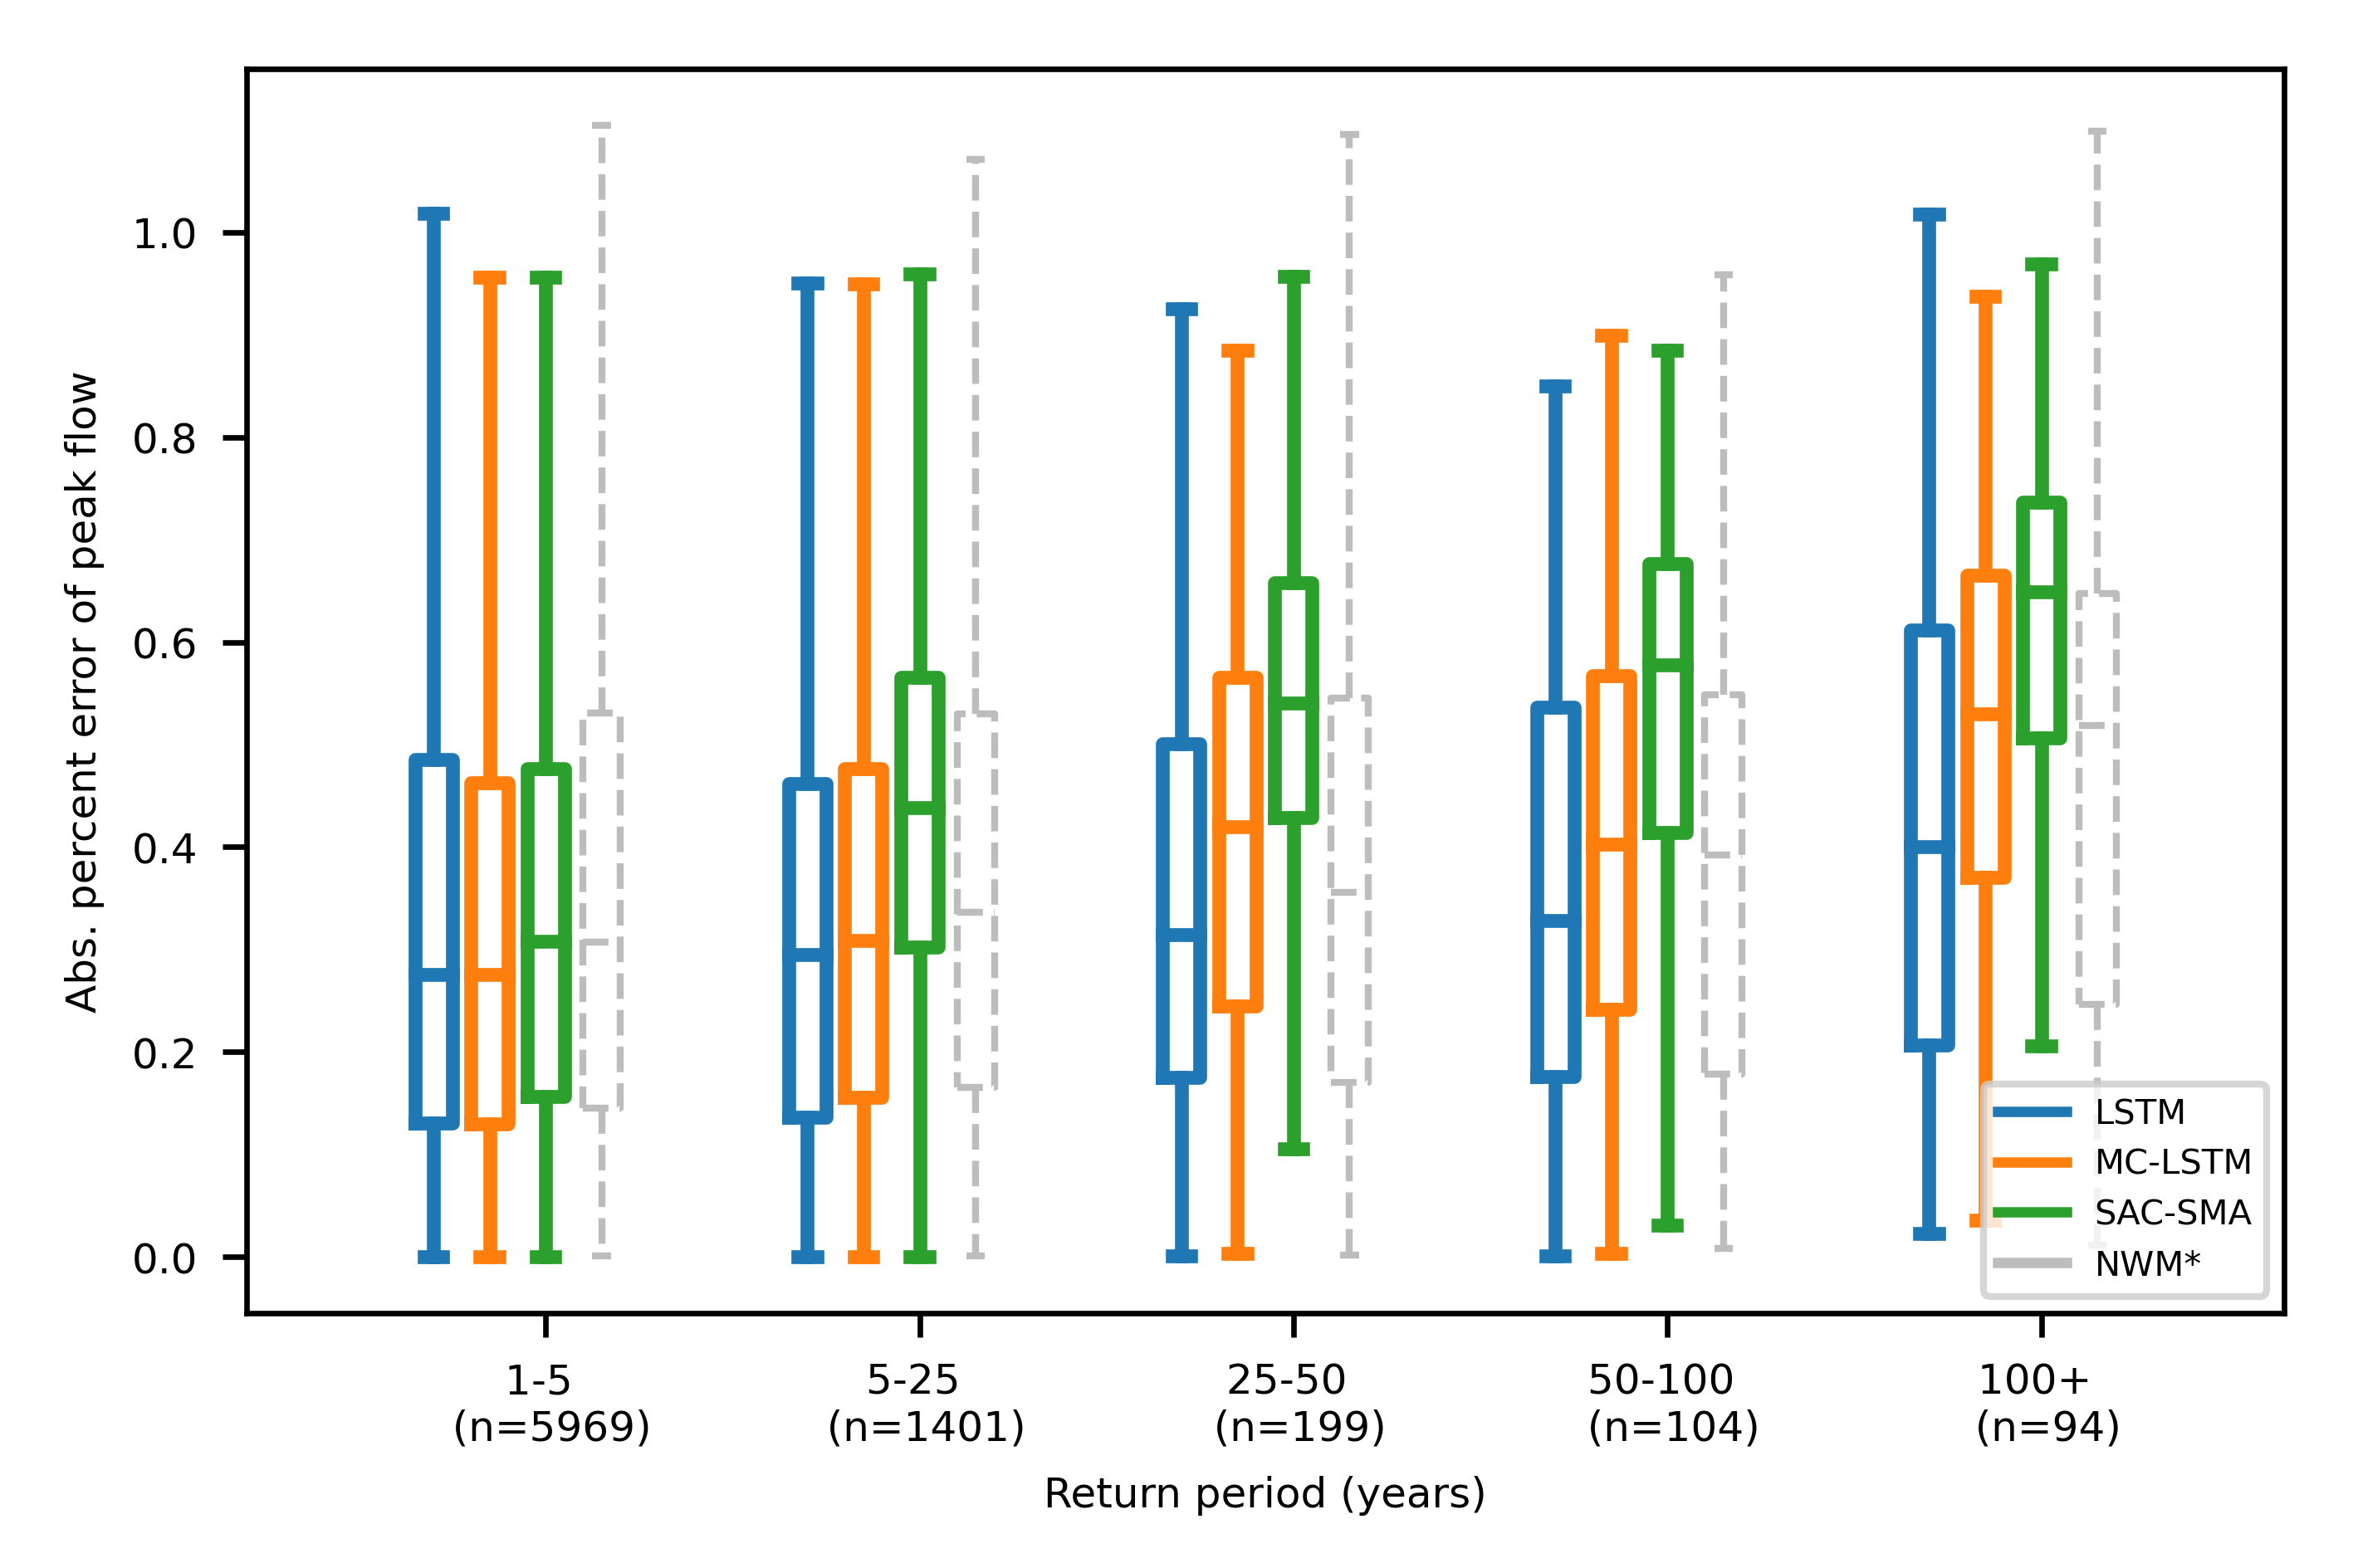 Abs. percent error of peak flow
1.0
0.8
0.6
0.4
0.2
0.0
LSTM
MC-LSTM
SAC-SMA
NWM*
1-5
(n=5969)
5-25
(n=1401)
25-50
(n=199)
50-100
(n=104)
100+
(n=94)
Return period (years)